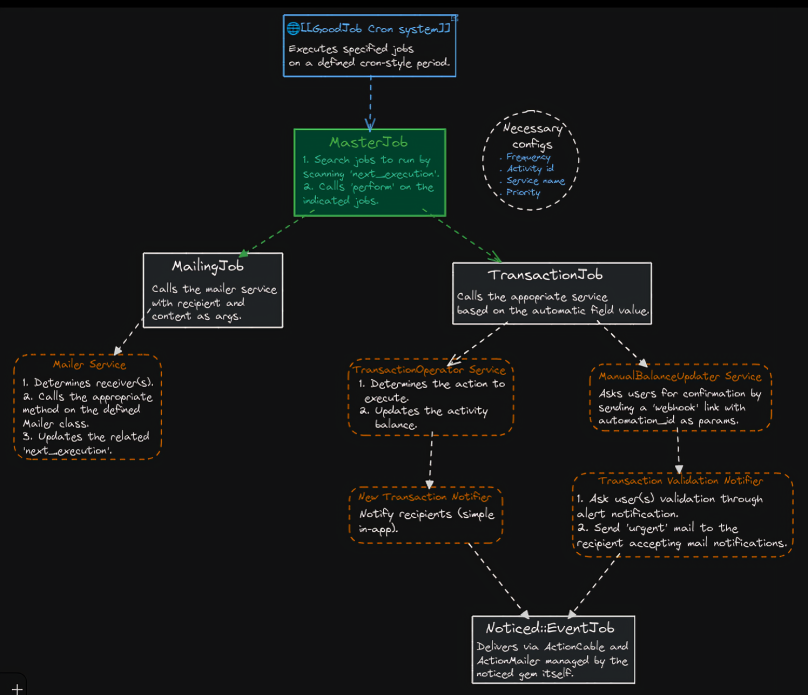 [[GoodJob Cron system]]
Executes specified jobs
on a defined cron-style period.
MasterJob
1. Search jobs to run by
scanning 'next_execution'.
2. Calls 'perform' on the
indicated jobs.
Necessary
configs
. Frequency
. Activity id
. Service name
. Priority
MailingJob
Calls the mailer service
with recipient and
content as args.
TransactionJob
Calls the appopriate service
based on the automatic field value.
Mailer Service
1. Determines receiver(s).
2. Calls the appropriate
method on the defined
Mailer class.
3. Updates the related
'next_execution'.
TransactionOperator Service
1. Determines the action to
execute.
2. Updates the activity
balance.
ManualBalanceUpdater Service
Asks users for confirmation by
sending a 'webhook' link with
automation_id as params.
New Transaction Notifier
Notify recipients (simple
in-app).
Transaction Validation Notifier
1. Ask user(s) validation through
alert notification.
2. Send 'urgent' mail to the
recipient accepting mail notifications.
Noticed::EventJob
Delivers via ActionCable and
ActionMailer managed by the
noticed gem itself.